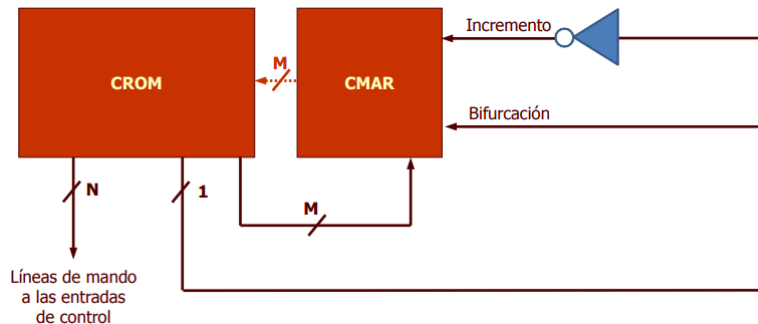 Incremento
M
CROM
CMAR
Bifurcación
N
1
M
Líneas de mando
a las entradas
de control